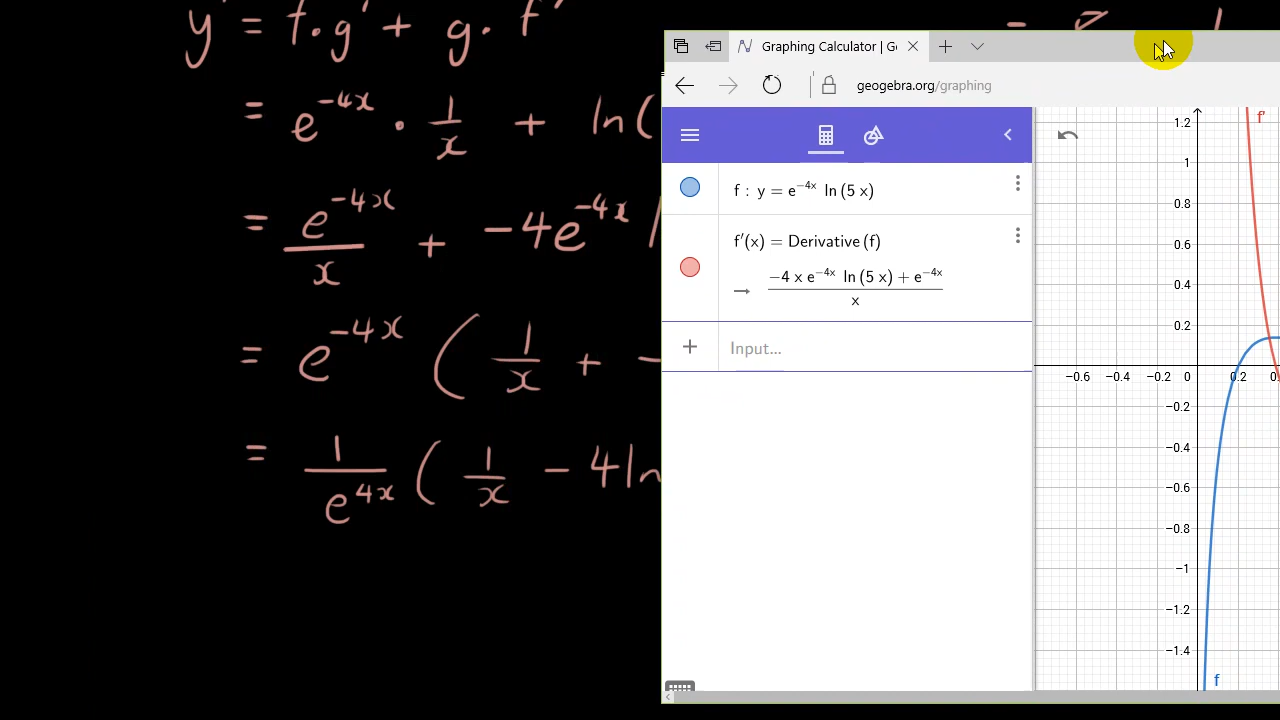 y' = f·g' + g·f'
= e^{-4x} · 1/x + ln(
= e^{-4x}/x + -4e^{-4x}
= e^{-4x} ( 1/x + -
= 1/e^{4x} ( 1/x - 4ln
Graphing Calculator | Ge
geogebra.org/graphing
f : y = e^{-4x} ln (5 x)
f'(x) = Derivative (f)
→ (-4 x e^{-4x} ln (5 x) + e^{-4x})/x
+ Input...
f'
1.2
1
0.8
0.6
0.4
0.2
-0.6 -0.4 -0.2 0 0.2
-0.2
-0.4
-0.6
-0.8
-1
-1.2
-1.4
f